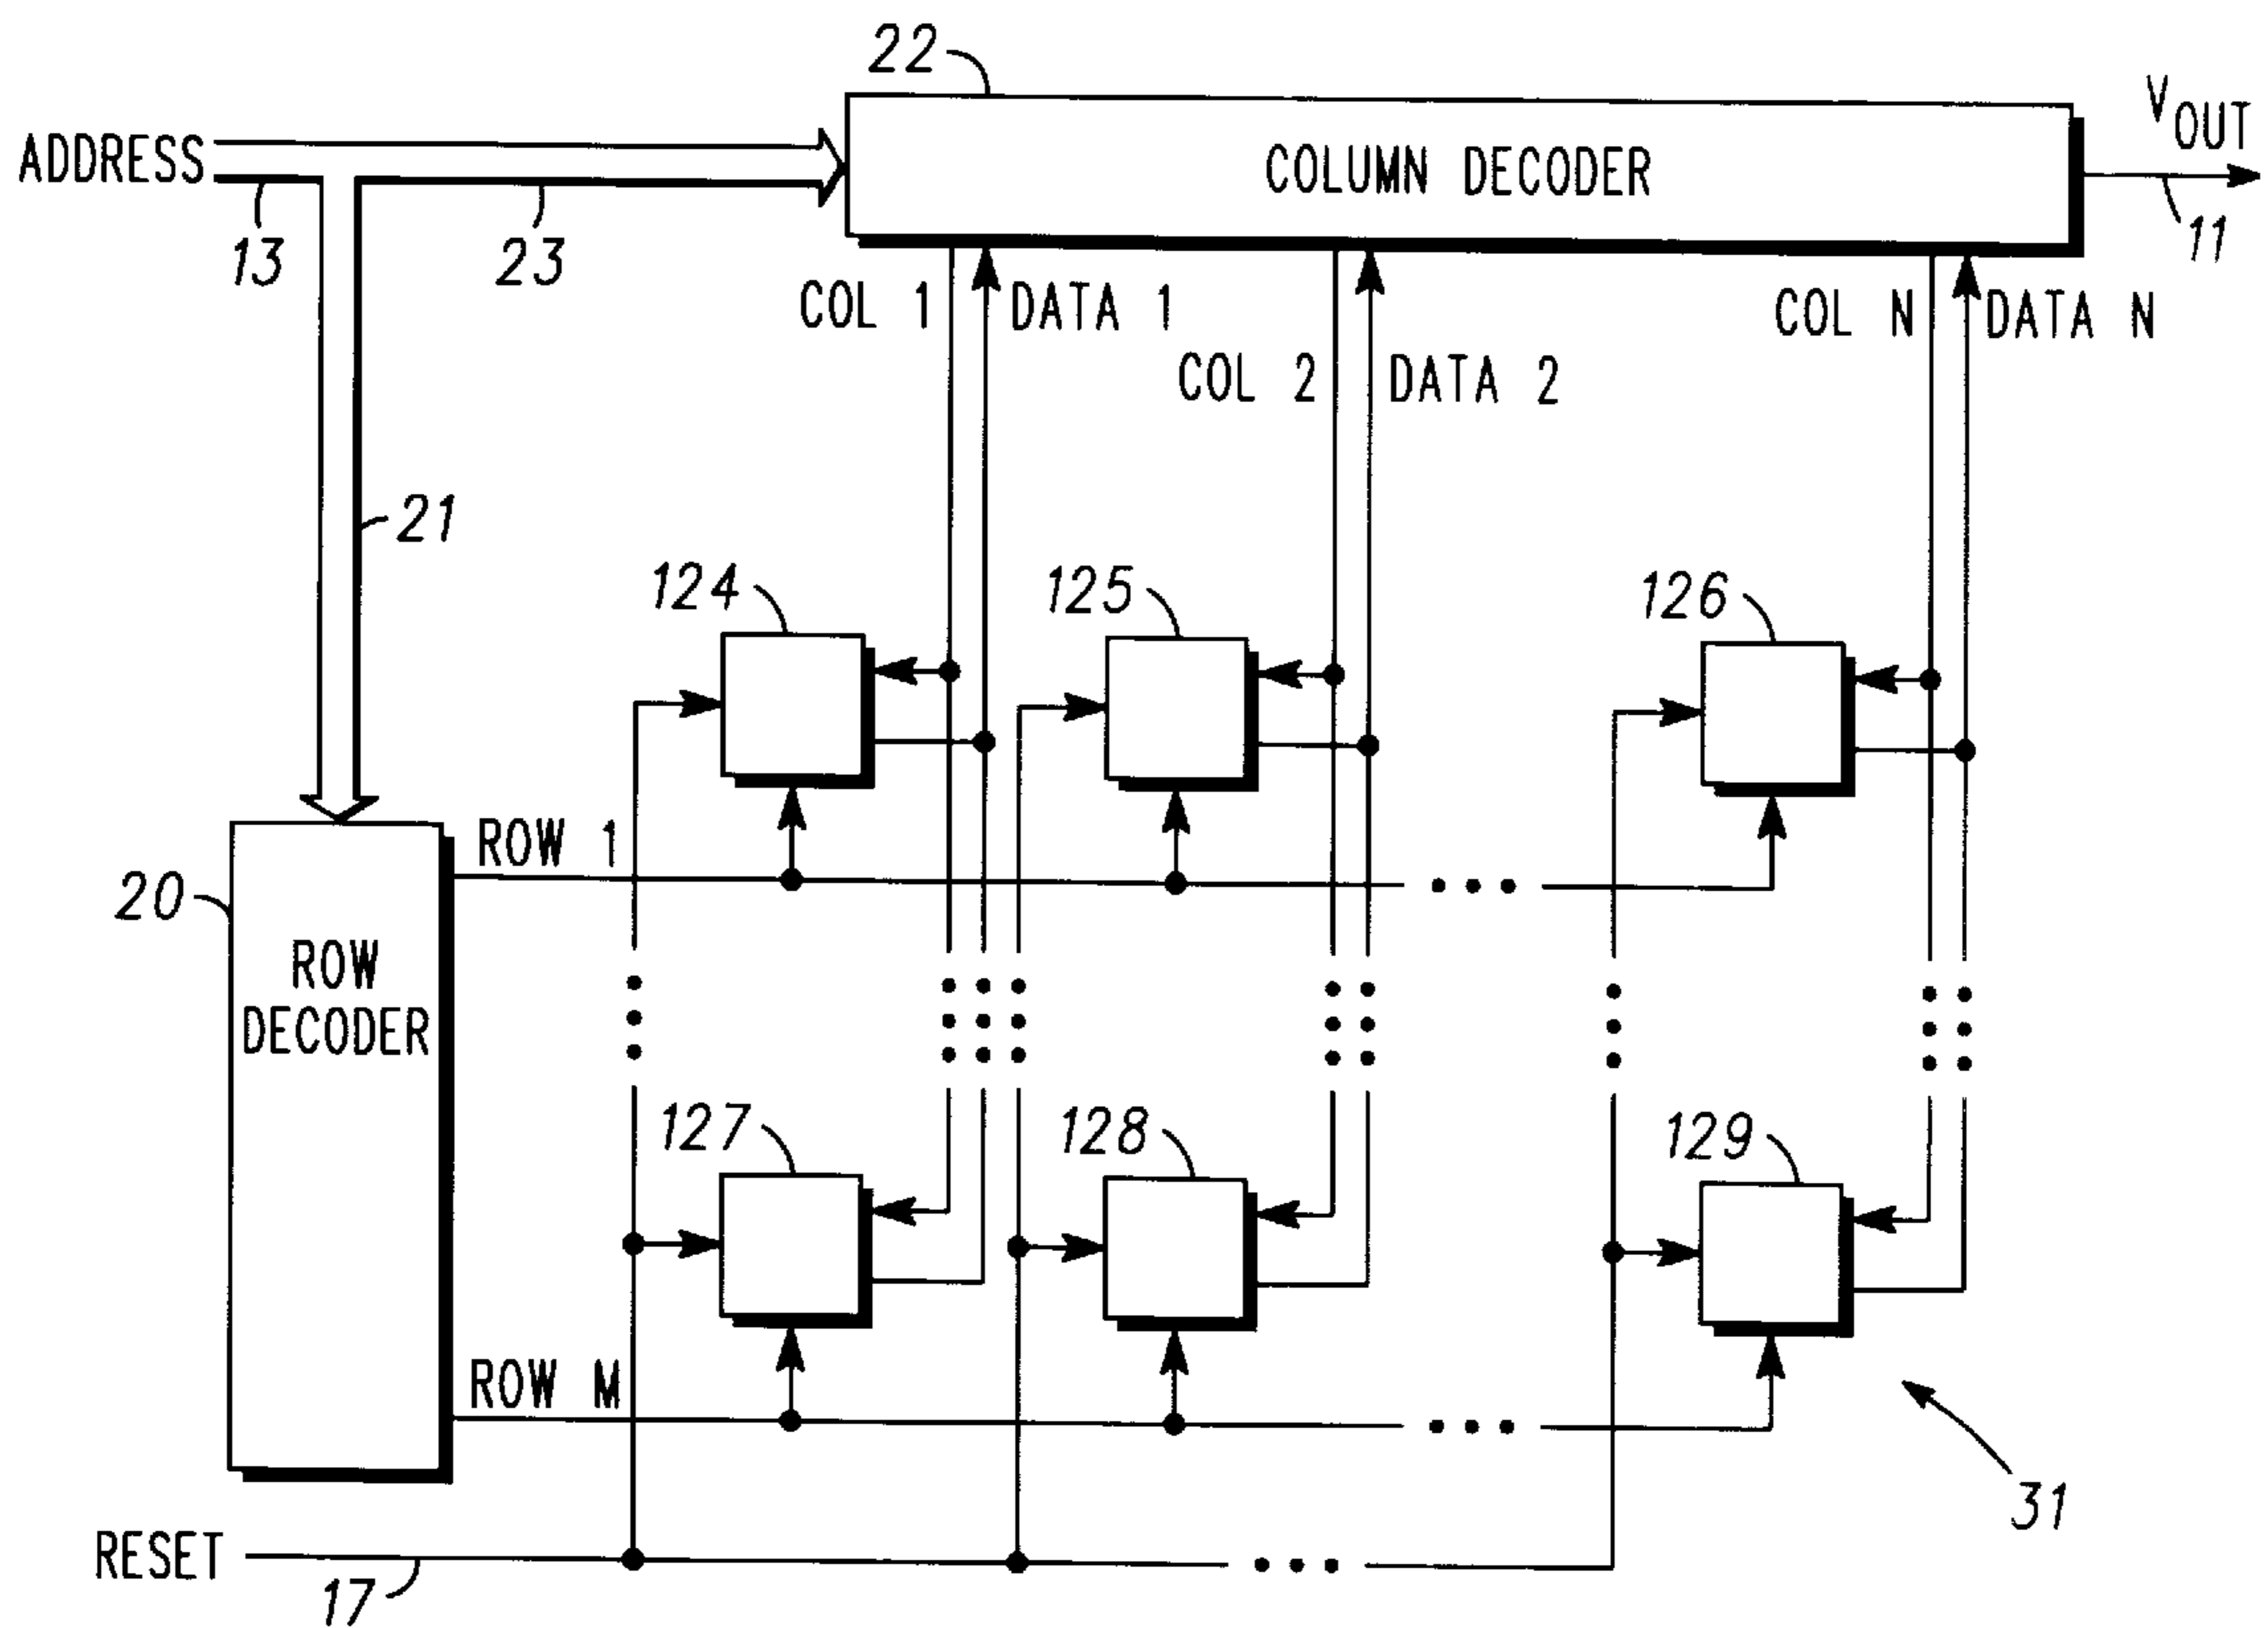 22
V OUT
ADDRESS
COLUMN DECODER
13
23
11
COL 1
DATA 1
COL N
DATA N
COL 2
DATA 2
21
124
125
126
ROW 1
20
ROW
DECODER
127
128
129
ROW M
31
RESET
17